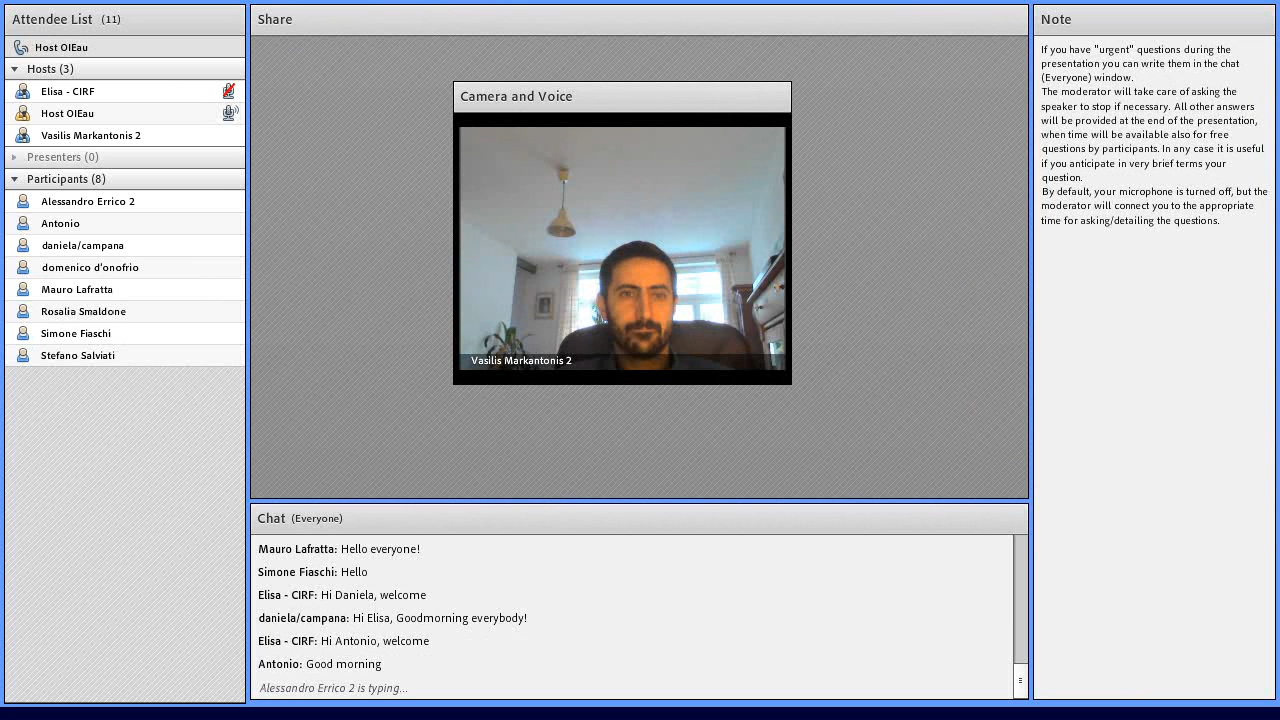 Attendee List (11)
Host OIEau
Hosts (3)
Elisa - CIRF
Host OIEau
Vasilis Markantonis 2
Presenters (0)
Participants (8)
Alessandro Errico 2
Antonio
daniela/campana
domenico d'onofrio
Mauro Lafratta
Rosalia Smaldone
Simone Fiaschi
Stefano Salviati
Share
Camera and Voice
Vasilis Markantonis 2
Chat (Everyone)
Mauro Lafratta: Hello everyone!
Simone Fiaschi: Hello
Elisa - CIRF: Hi Daniela, welcome
daniela/campana: Hi Elisa, Goodmorning everybody!
Elisa - CIRF: Hi Antonio, welcome
Antonio: Good morning
Alessandro Errico 2 is typing...
Note
If you have "urgent" questions during the
presentation you can write them in the chat
(Everyone) window.
The moderator will take care of asking the
speaker to stop if necessary. All other answers
will be provided at the end of the presentation,
when time will be available also for free
questions by participants. In any case it is useful
if you anticipate in very brief terms your
question.
By default, your microphone is turned off, but the
moderator will connect you to the appropriate
time for asking/detailing the questions.